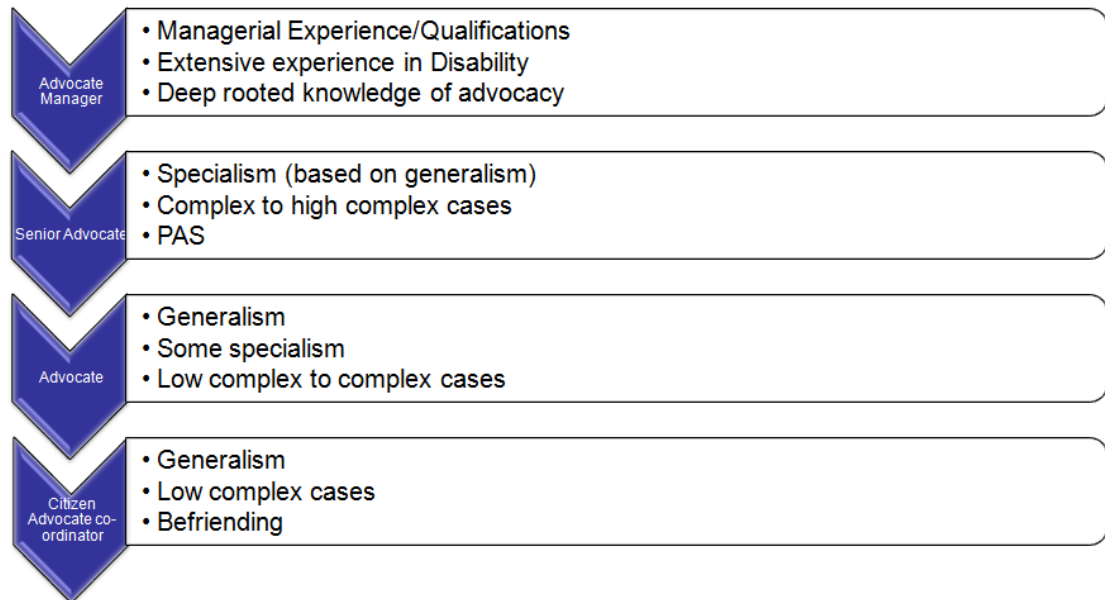 Advocate
Manager
• Managerial Experience/Qualifications
• Extensive experience in Disability
• Deep rooted knowledge of advocacy
Senior Advocate
• Specialism (based on generalism)
• Complex to high complex cases
• PAS
Advocate
• Generalism
• Some specialism
• Low complex to complex cases
Citizen
Advocate co-
ordinator
• Generalism
• Low complex cases
• Befriending